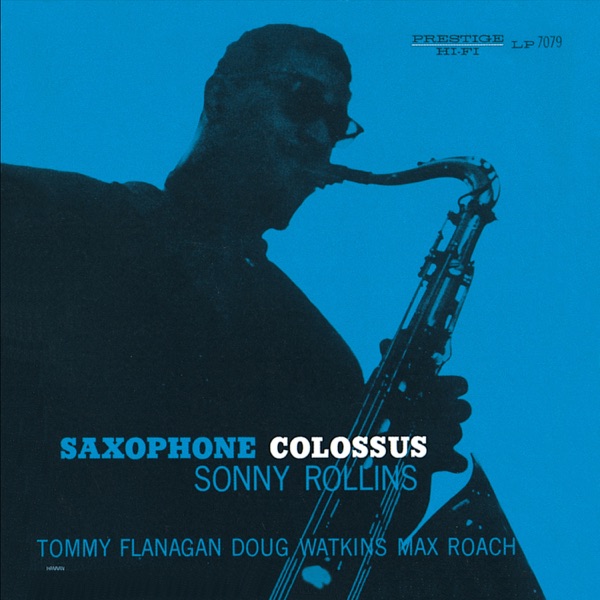 PRESTIGE LP 7079
HI-FI
SAXOPHONE COLOSSUS
SONNY ROLLINS
TOMMY FLANAGAN DOUG WATKINS MAX ROACH